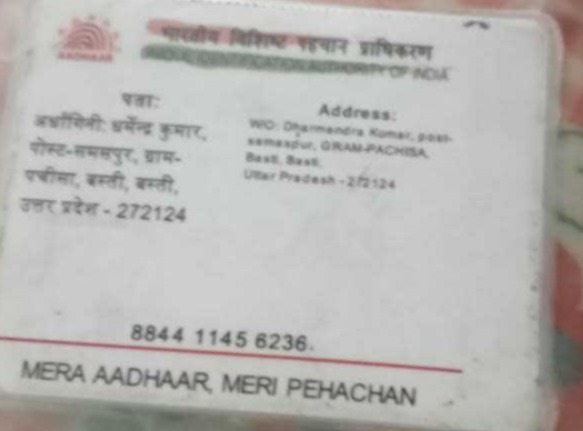 AADHAAR
भारतीय विशिष्ट पहचान प्राधिकरण
UNIQUE IDENTIFICATION AUTHORITY OF INDIA
पता:
अर्धांगिनी: धर्मेन्द्र कुमार,
पोस्ट-समसपुर, ग्राम-
पचीसा, बस्ती, बस्ती,
उत्तर प्रदेश - 272124
Address:
W/O: Dharmendra Kumar, post-
samaspur, GRAM-PACHISA,
Basti, Basti,
Uttar Pradesh - 272124
8844 1145 6236
MERA AADHAAR, MERI PEHACHAN